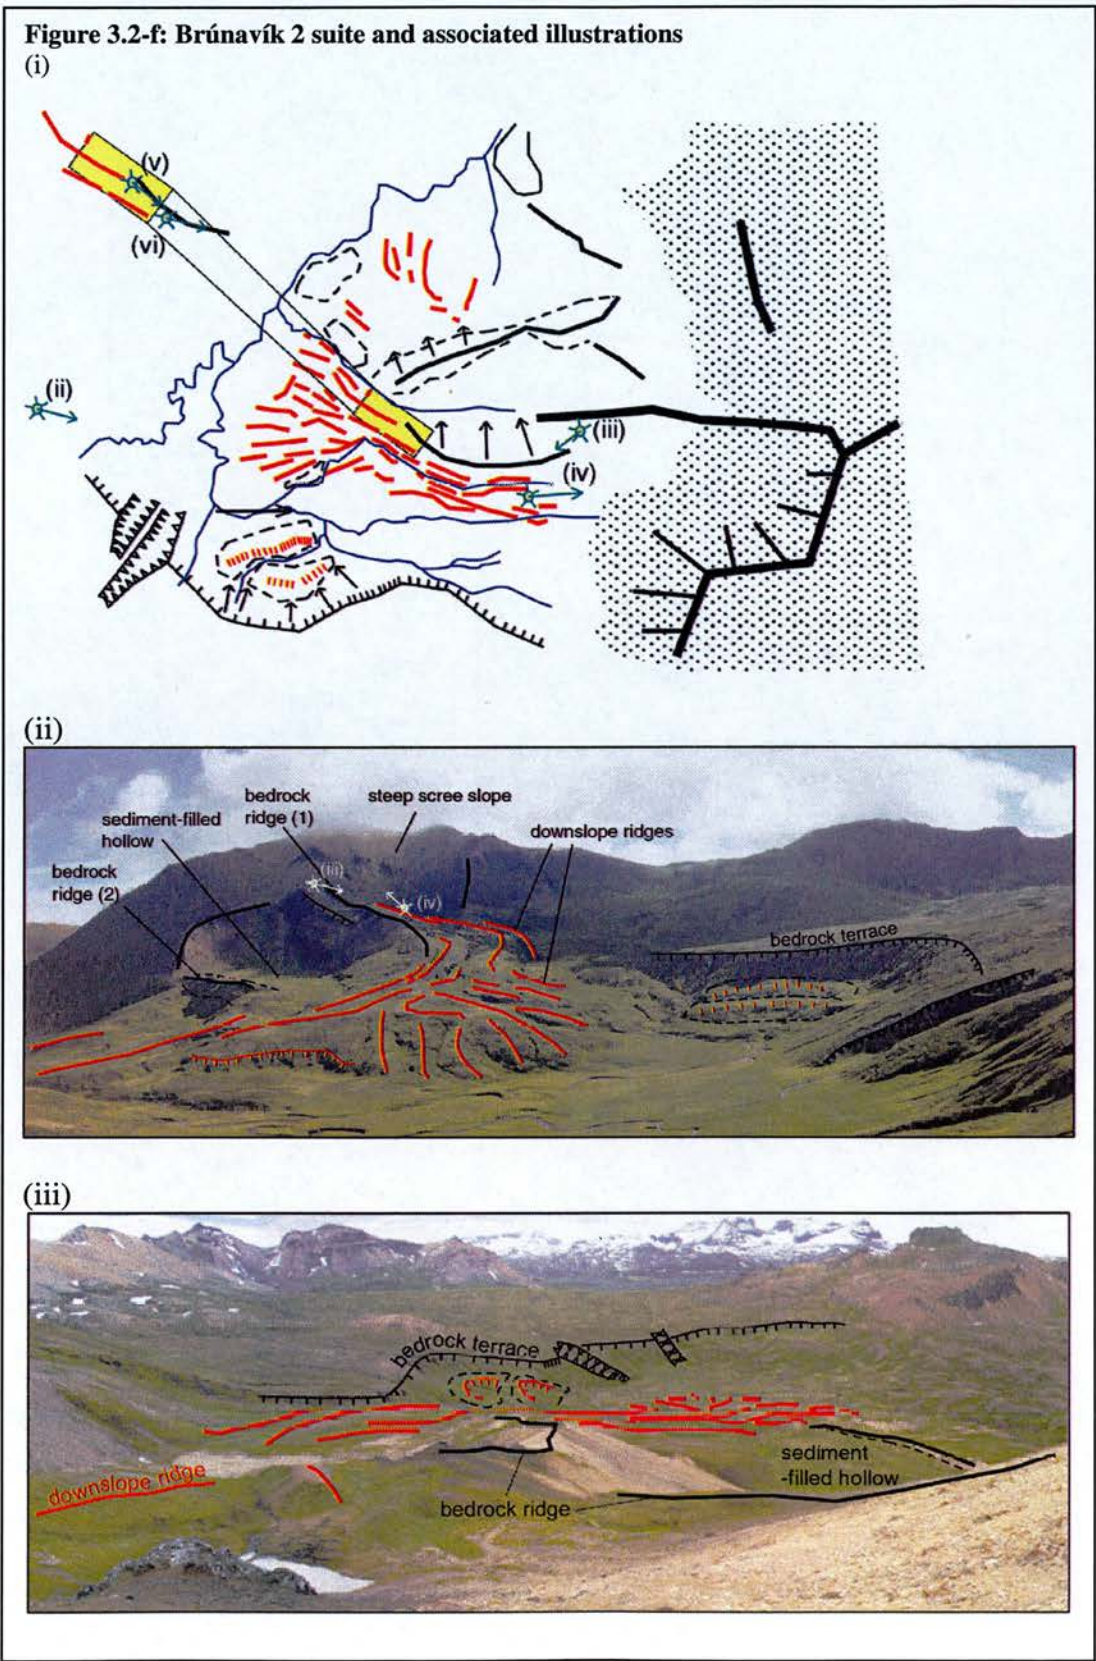 Figure 3.2-f: Brúnavík 2 suite and associated illustrations
(i)
(v)
(vi)
(ii)
(iii)
(iv)
(ii)
bedrock
ridge (1)
steep scree slope
sediment-filled
hollow
downslope ridges
bedrock
ridge (2)
(iii)
(iv)
bedrock terrace
(iii)
bedrock terrace
sediment
-filled hollow
downslope ridge
bedrock ridge